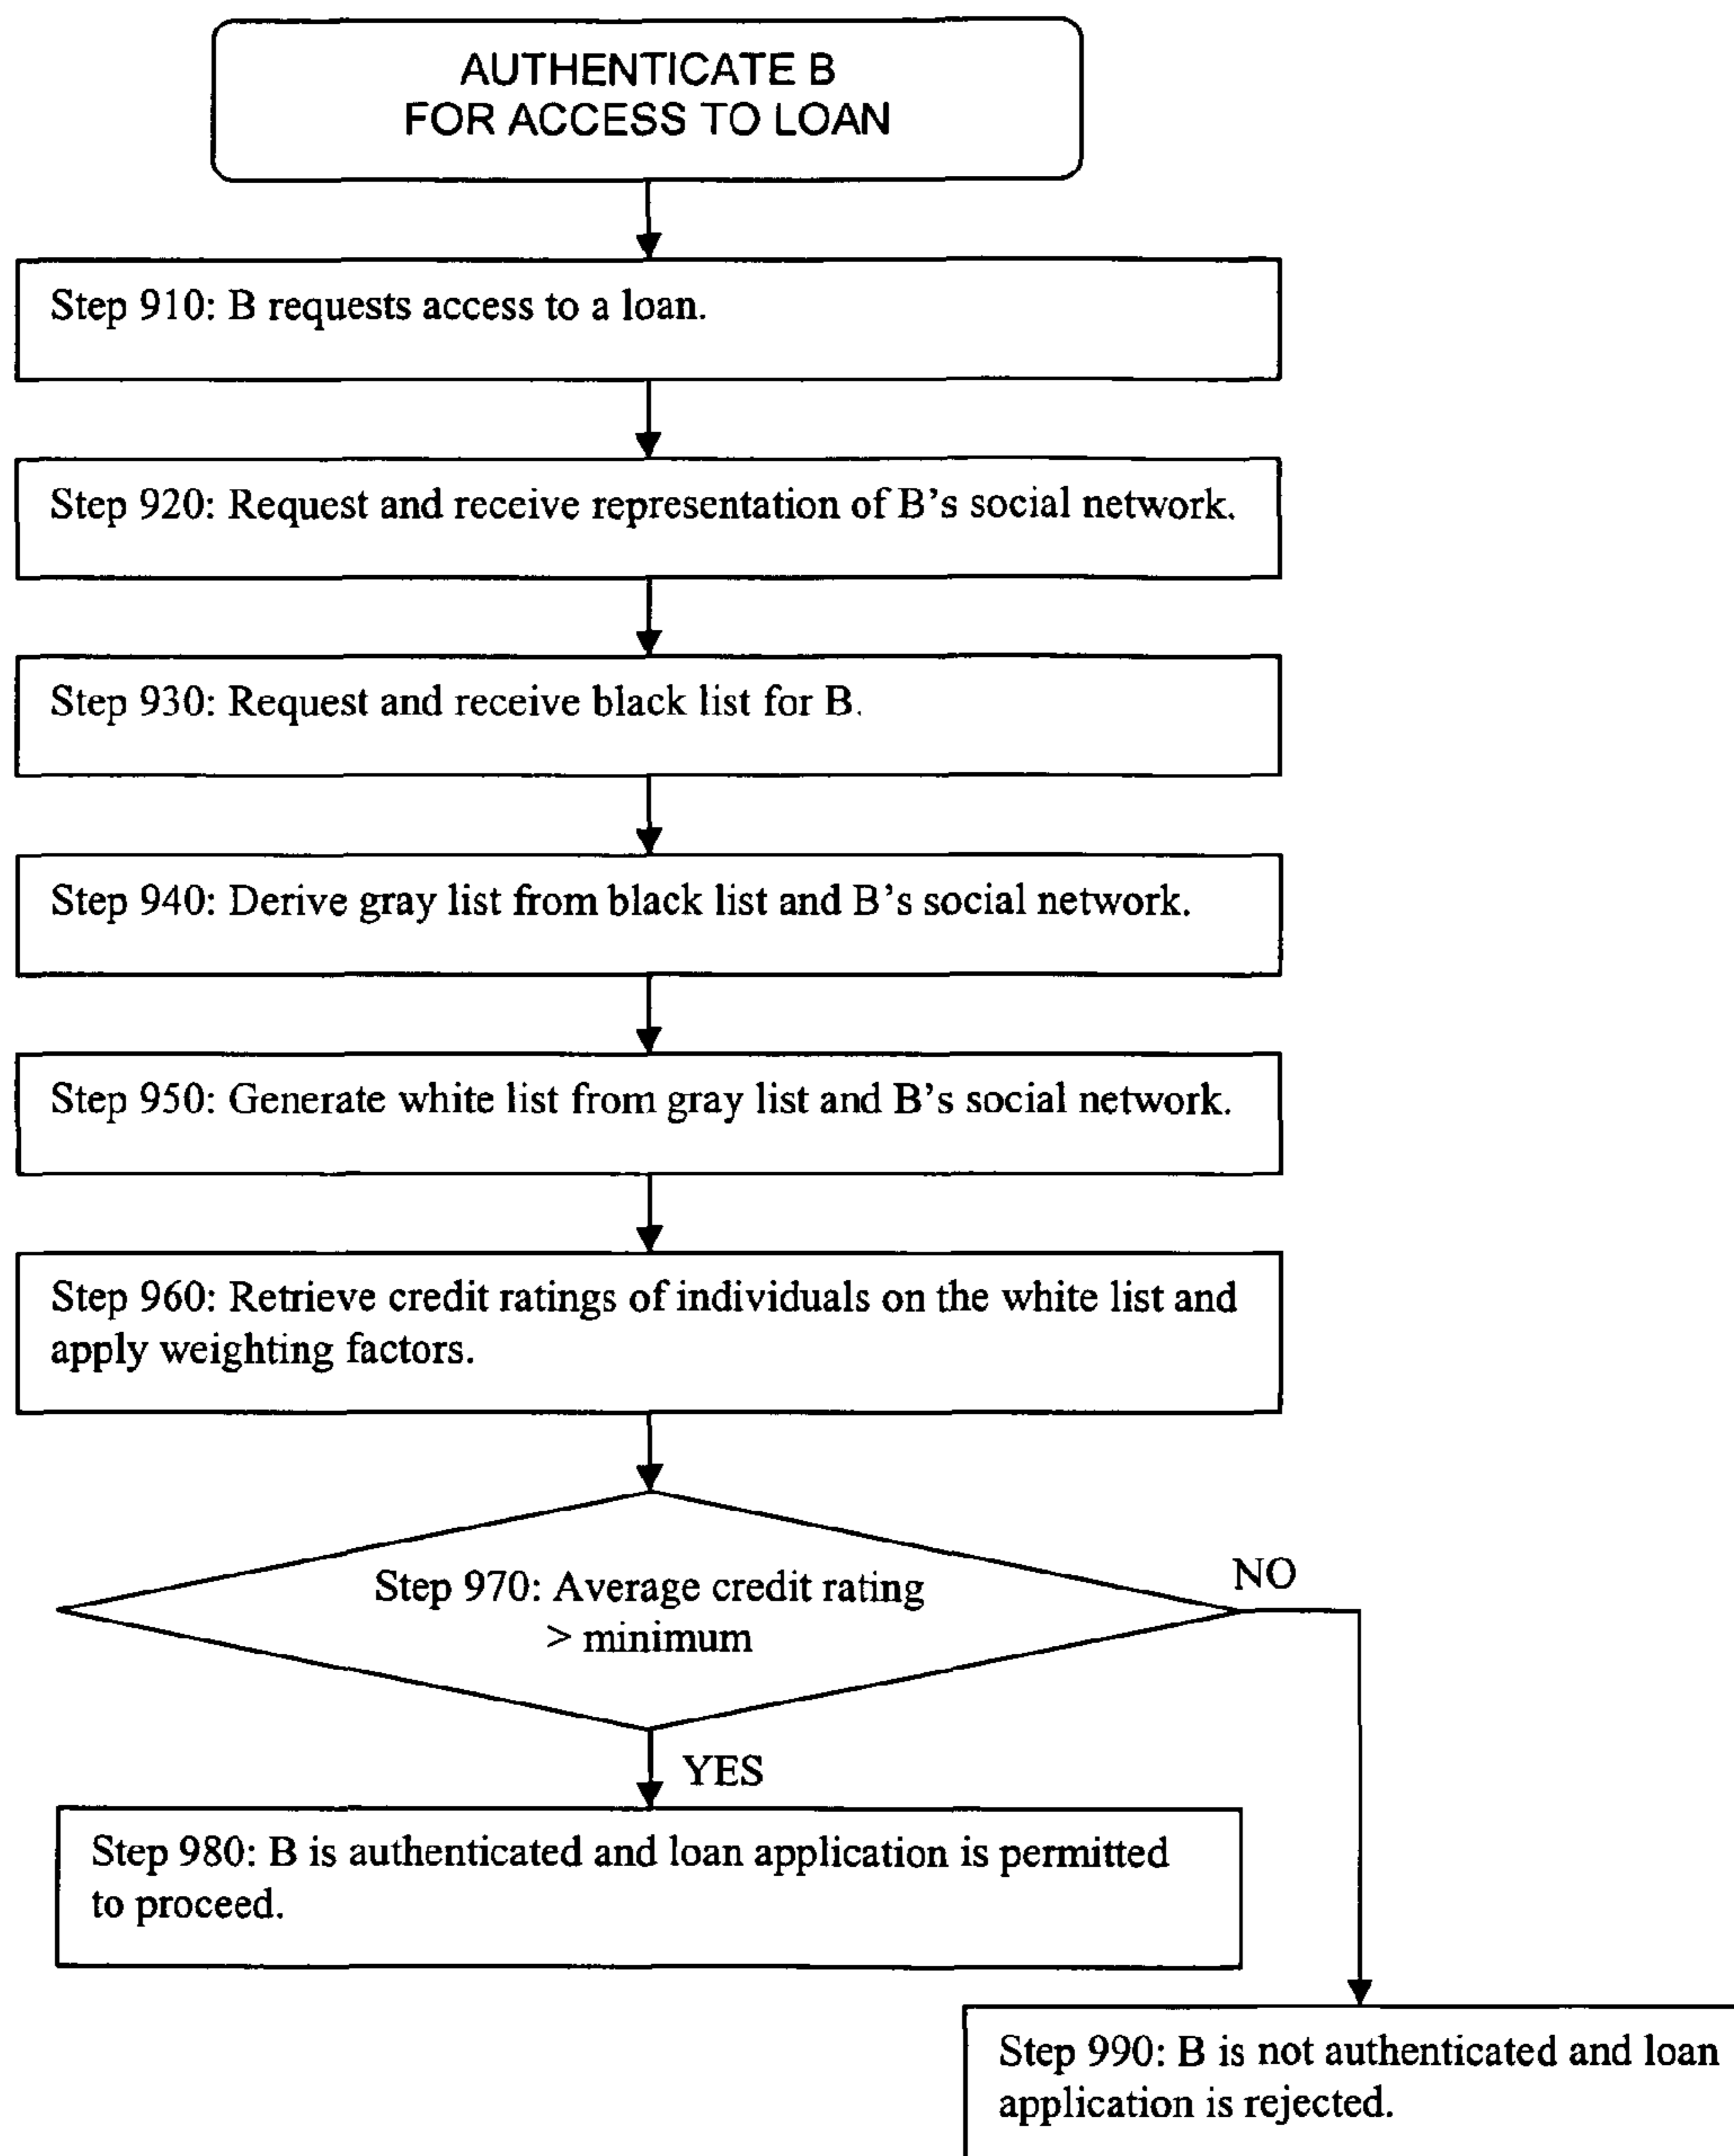 AUTHENTICATE B
FOR ACCESS TO LOAN
Step 910: B requests access to a loan.
Step 920: Request and receive representation of B's social network.
Step 930: Request and receive black list for B.
Step 940: Derive gray list from black list and B's social network.
Step 950: Generate white list from gray list and B's social network.
Step 960: Retrieve credit ratings of individuals on the white list and
apply weighting factors.
Step 970: Average credit rating
> minimum
NO
YES
Step 980: B is authenticated and loan application is permitted
to proceed.
Step 990: B is not authenticated and loan
application is rejected.